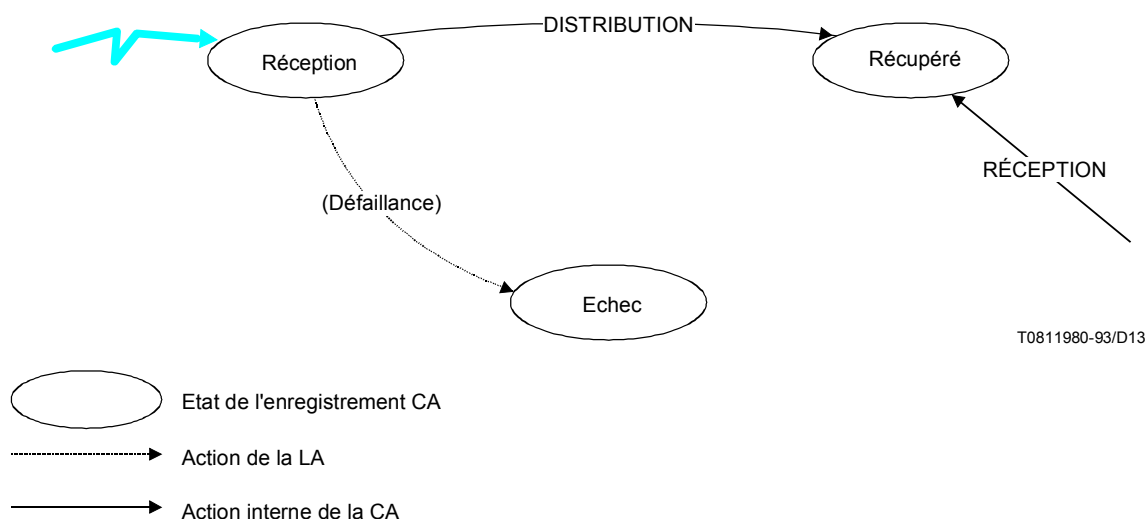 DISTRIBUTION
Réception
Récupéré
RÉCEPTION
(Défaillance)
Echec
T0811980-93/D13
Etat de l'enregistrement CA
Action de la LA
Action interne de la CA